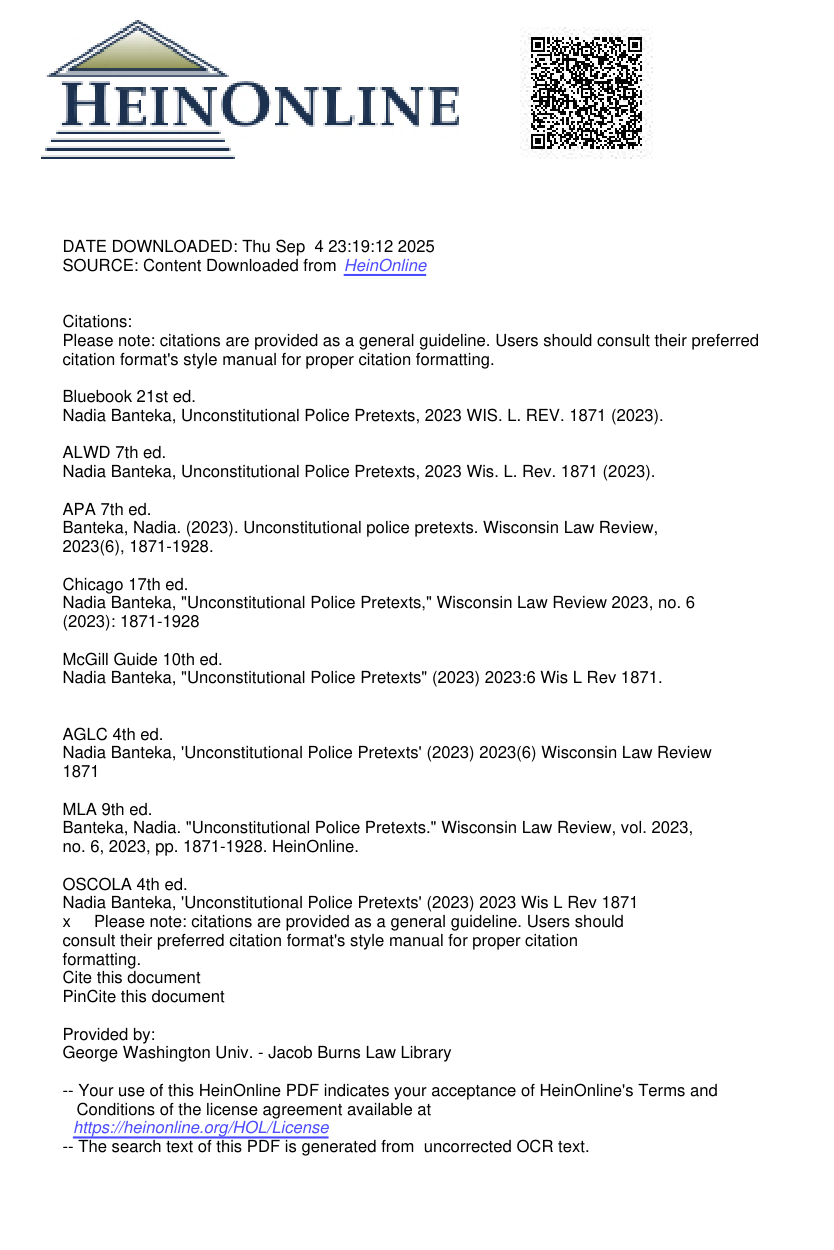 HEINONLINE
DATE DOWNLOADED: Thu Sep  4 23:19:12 2025
SOURCE: Content Downloaded from HeinOnline
Citations:
Please note: citations are provided as a general guideline. Users should consult their preferred
citation format's style manual for proper citation formatting.
Bluebook 21st ed.
Nadia Banteka, Unconstitutional Police Pretexts, 2023 WIS. L. REV. 1871 (2023).
ALWD 7th ed.
Nadia Banteka, Unconstitutional Police Pretexts, 2023 Wis. L. Rev. 1871 (2023).
APA 7th ed.
Banteka, Nadia. (2023). Unconstitutional police pretexts. Wisconsin Law Review,
2023(6), 1871-1928.
Chicago 17th ed.
Nadia Banteka, "Unconstitutional Police Pretexts," Wisconsin Law Review 2023, no. 6
(2023): 1871-1928
McGill Guide 10th ed.
Nadia Banteka, "Unconstitutional Police Pretexts" (2023) 2023:6 Wis L Rev 1871.
AGLC 4th ed.
Nadia Banteka, 'Unconstitutional Police Pretexts' (2023) 2023(6) Wisconsin Law Review
1871
MLA 9th ed.
Banteka, Nadia. "Unconstitutional Police Pretexts." Wisconsin Law Review, vol. 2023,
no. 6, 2023, pp. 1871-1928. HeinOnline.
OSCOLA 4th ed.
Nadia Banteka, 'Unconstitutional Police Pretexts' (2023) 2023 Wis L Rev 1871
x Please note: citations are provided as a general guideline. Users should
consult their preferred citation format's style manual for proper citation
formatting.
Cite this document
PinCite this document
Provided by:
George Washington Univ. - Jacob Burns Law Library
-- Your use of this HeinOnline PDF indicates your acceptance of HeinOnline's Terms and
Conditions of the license agreement available at
https://heinonline.org/HOL/License
-- The search text of this PDF is generated from uncorrected OCR text.